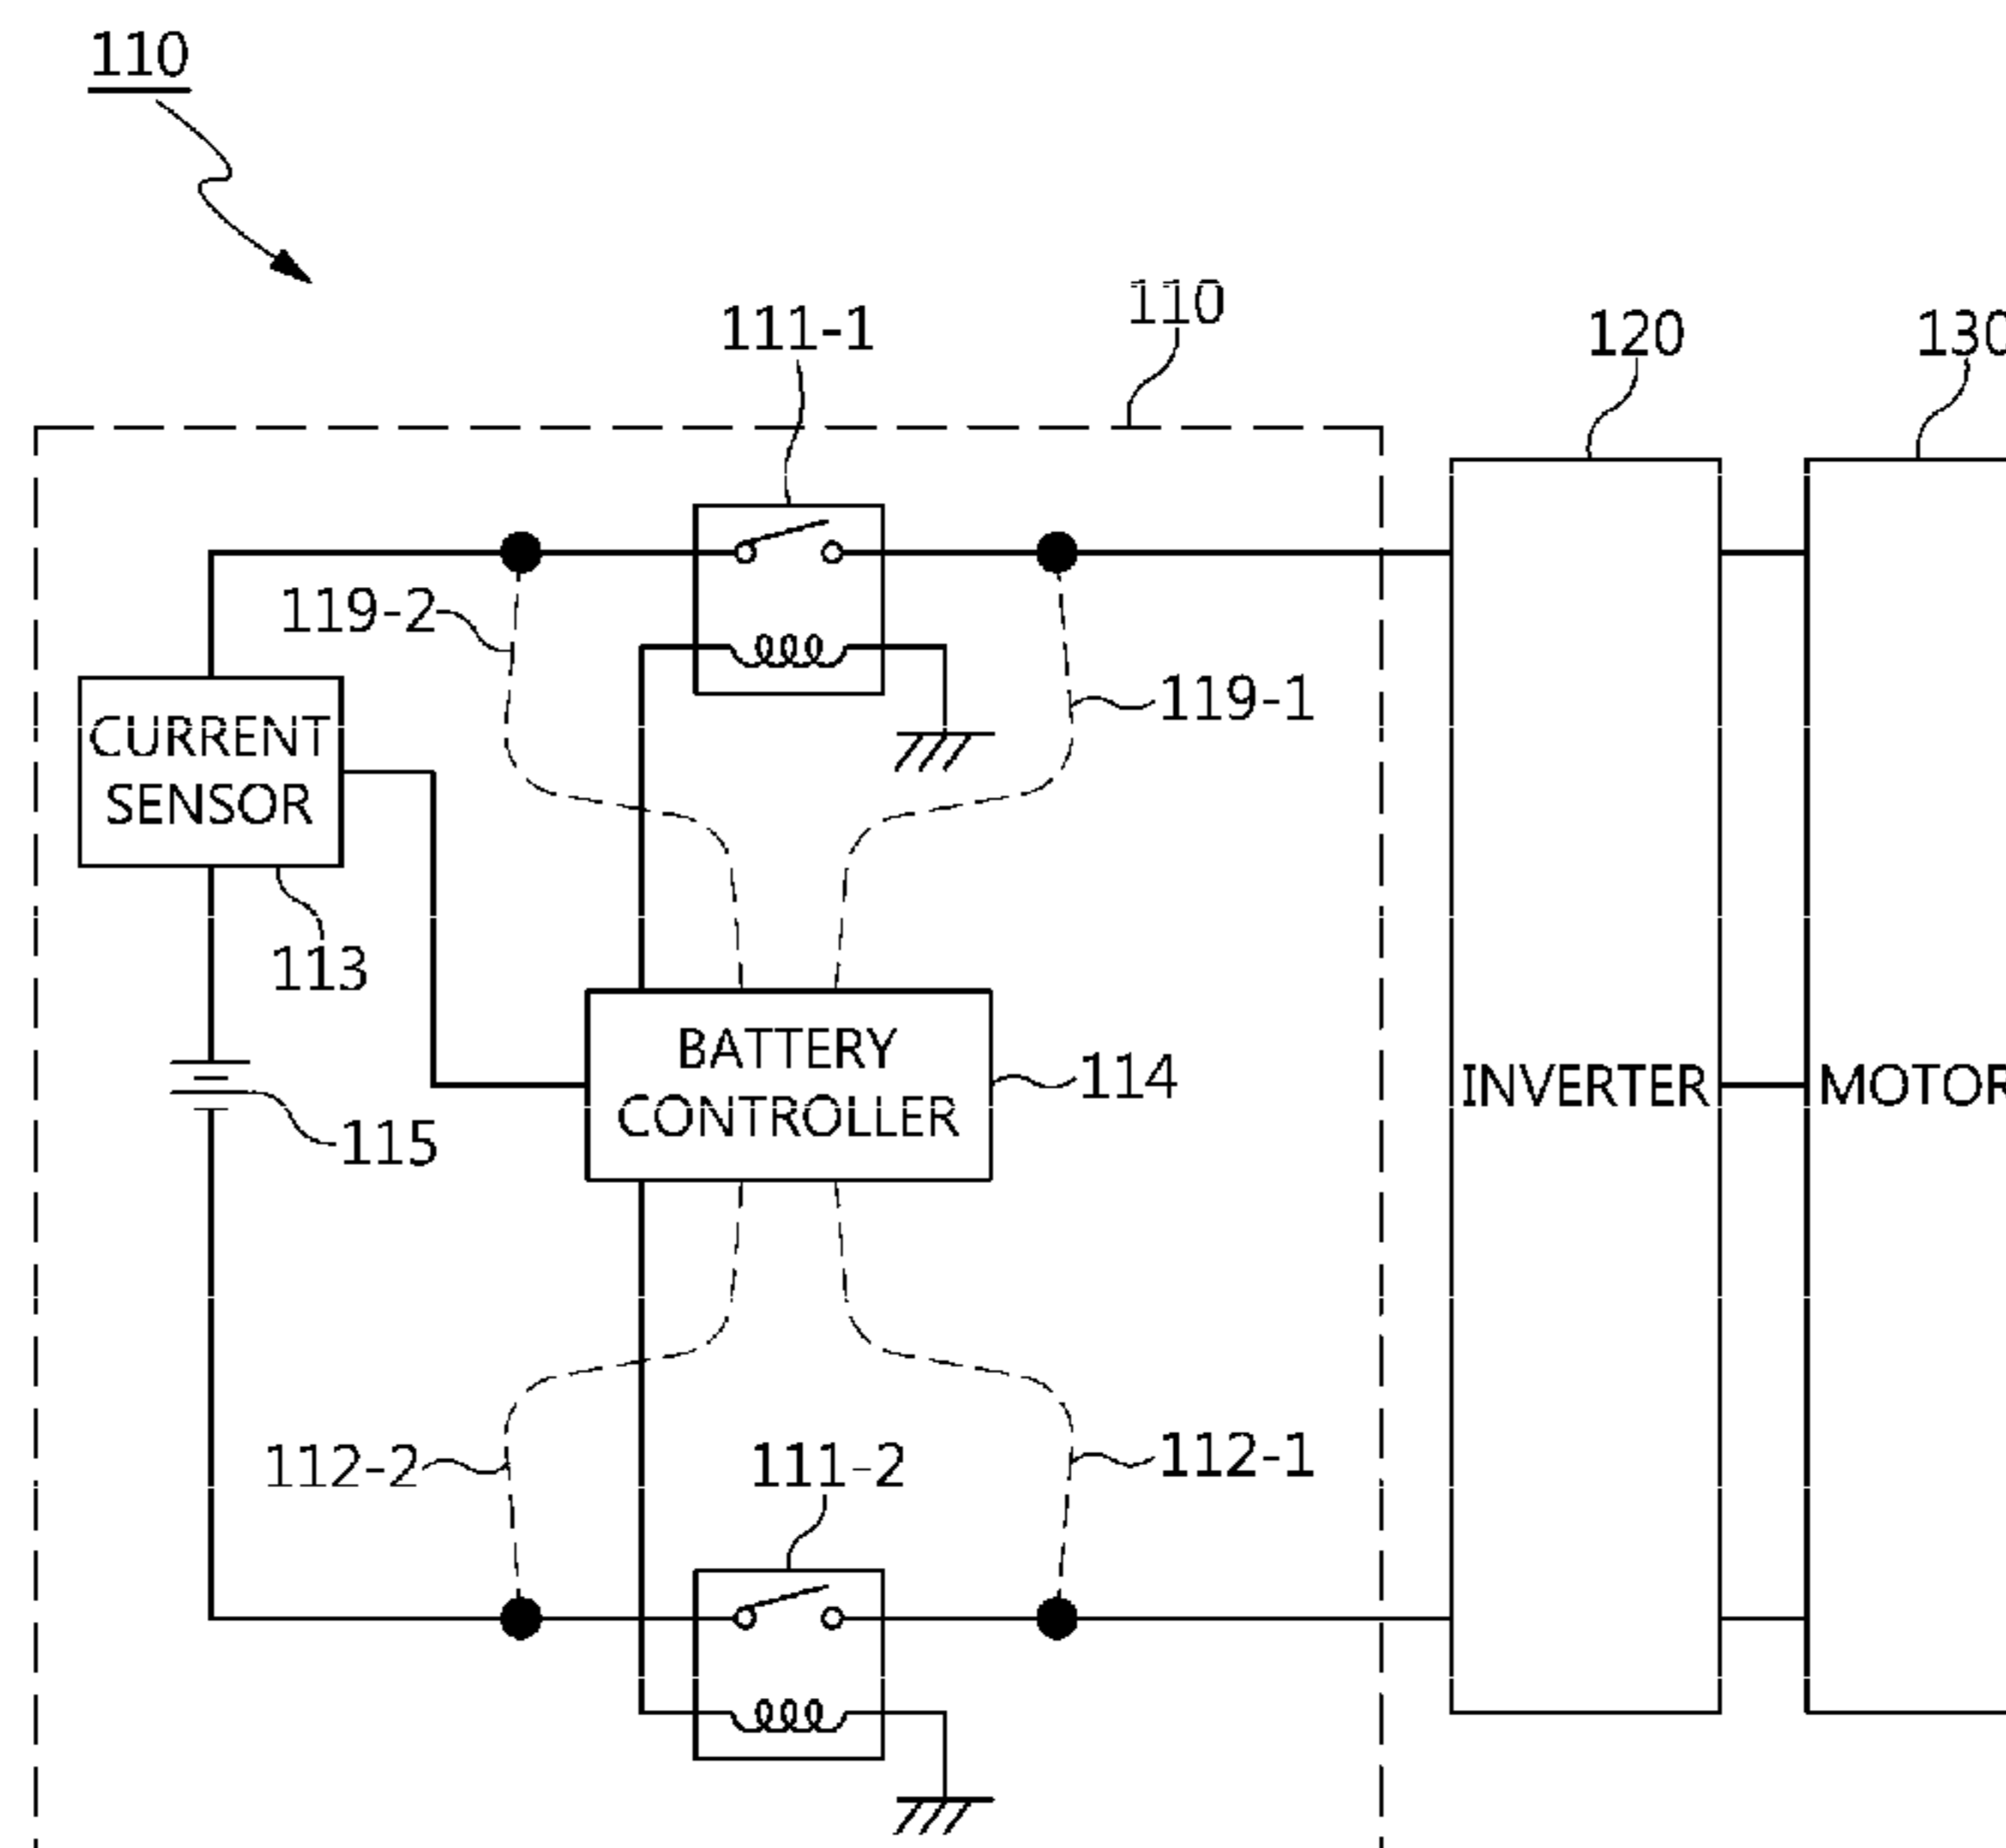 110
110
111-1
120
130
119-2
119-1
CURRENT
SENSOR
113
BATTERY
CONTROLLER
114
INVERTER
MOTOR
115
112-2
111-2
112-1